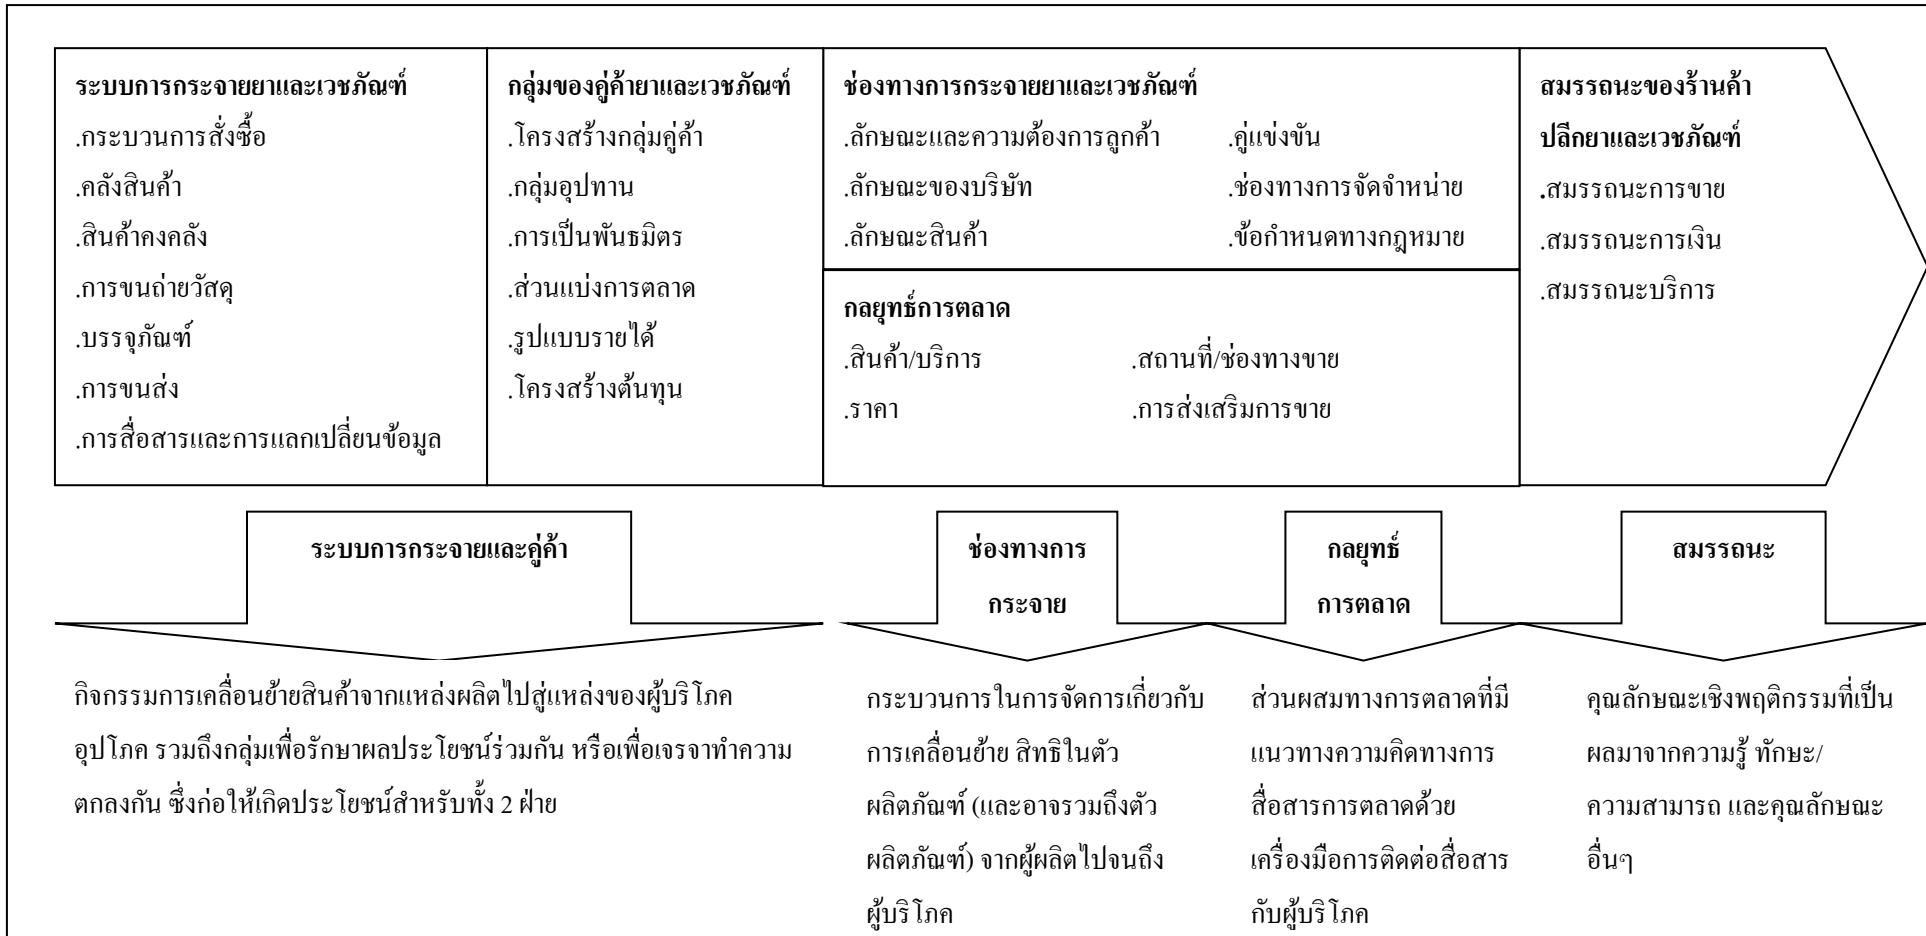 ระบบการกระจายยาและเวชภัณฑ์
.กระบวนการสั่งซื้อ
.คลังสินค้า
.สินค้าคงคลัง
.การขนถ่ายวัสดุ
.บรรจุภัณฑ์
.การขนส่ง
.การสื่อสารและการแลกเปลี่ยนข้อมูล
กลุ่มของคู่ค้ายาและเวชภัณฑ์
.โครงสร้างกลุ่มคู่ค้า
.กลุ่มอุปทาน
.การเป็นพันธมิตร
.ส่วนแบ่งการตลาด
.รูปแบบรายได้
.โครงสร้างต้นทุน
ช่องทางการกระจายยาและเวชภัณฑ์
.ลักษณะและความต้องการลูกค้า .คู่แข่งขัน
.ลักษณะของบริษัท .ช่องทางการจัดจำหน่าย
.ลักษณะสินค้า .ข้อกำหนดทางกฎหมาย
กลยุทธ์การตลาด
.สินค้า/บริการ .สถานที่/ช่องทางขาย
.ราคา .การส่งเสริมการขาย
สมรรถนะของร้านค้า
ปลีกยาและเวชภัณฑ์
.สมรรถนะการขาย
.สมรรถนะการเงิน
.สมรรถนะบริการ
ระบบการกระจายและคู่ค้า
กิจกรรมการเคลื่อนย้ายสินค้าจากแหล่งผลิตไปสู่แหล่งของผู้บริโภค
อุปโภค รวมถึงกลุ่มเพื่อรักษาผลประโยชน์ร่วมกัน หรือเพื่อเจรจาทำความ
ตกลงกัน ซึ่งก่อให้เกิดประโยชน์สำหรับทั้ง 2 ฝ่าย
ช่องทางการ
กระจาย
กระบวนการในการจัดการเกี่ยวกับ
การเคลื่อนย้าย สิทธิในตัว
ผลิตภัณฑ์ (และอาจรวมถึงตัว
ผลิตภัณฑ์) จากผู้ผลิตไปจนถึง
ผู้บริโภค
กลยุทธ์
การตลาด
ส่วนผสมทางการตลาดที่มี
แนวทางความคิดทางการ
สื่อสารการตลาดด้วย
เครื่องมือการติดต่อสื่อสาร
กับผู้บริโภค
สมรรถนะ
คุณลักษณะเชิงพฤติกรรมที่เป็น
ผลมาจากความรู้ ทักษะ/
ความสามารถ และคุณลักษณะ
อื่นๆ